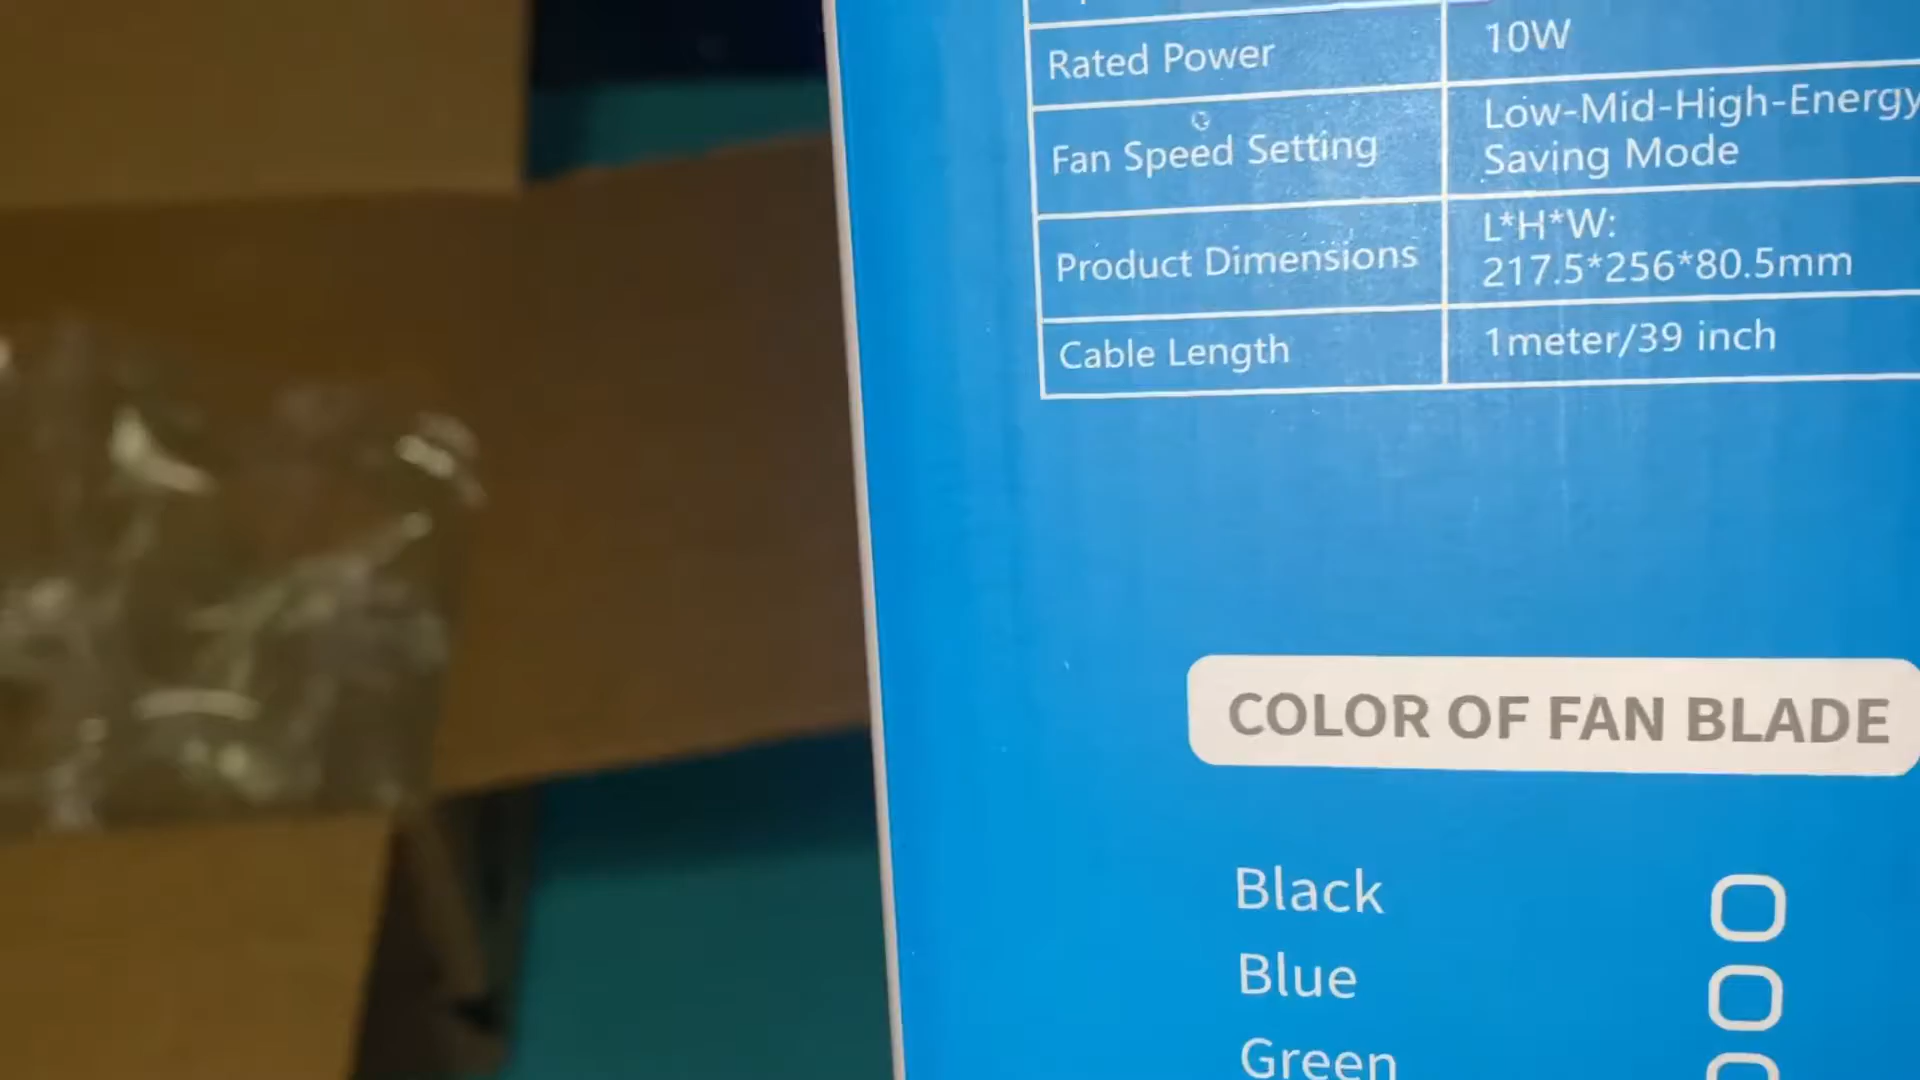 Rated Power
10W
Fan Speed Setting
Low-Mid-High-Energy
Saving Mode
Product Dimensions
L*H*W:
217.5*256*80.5mm
Cable Length
1meter/39 inch
COLOR OF FAN BLADE
Black
Blue
Green